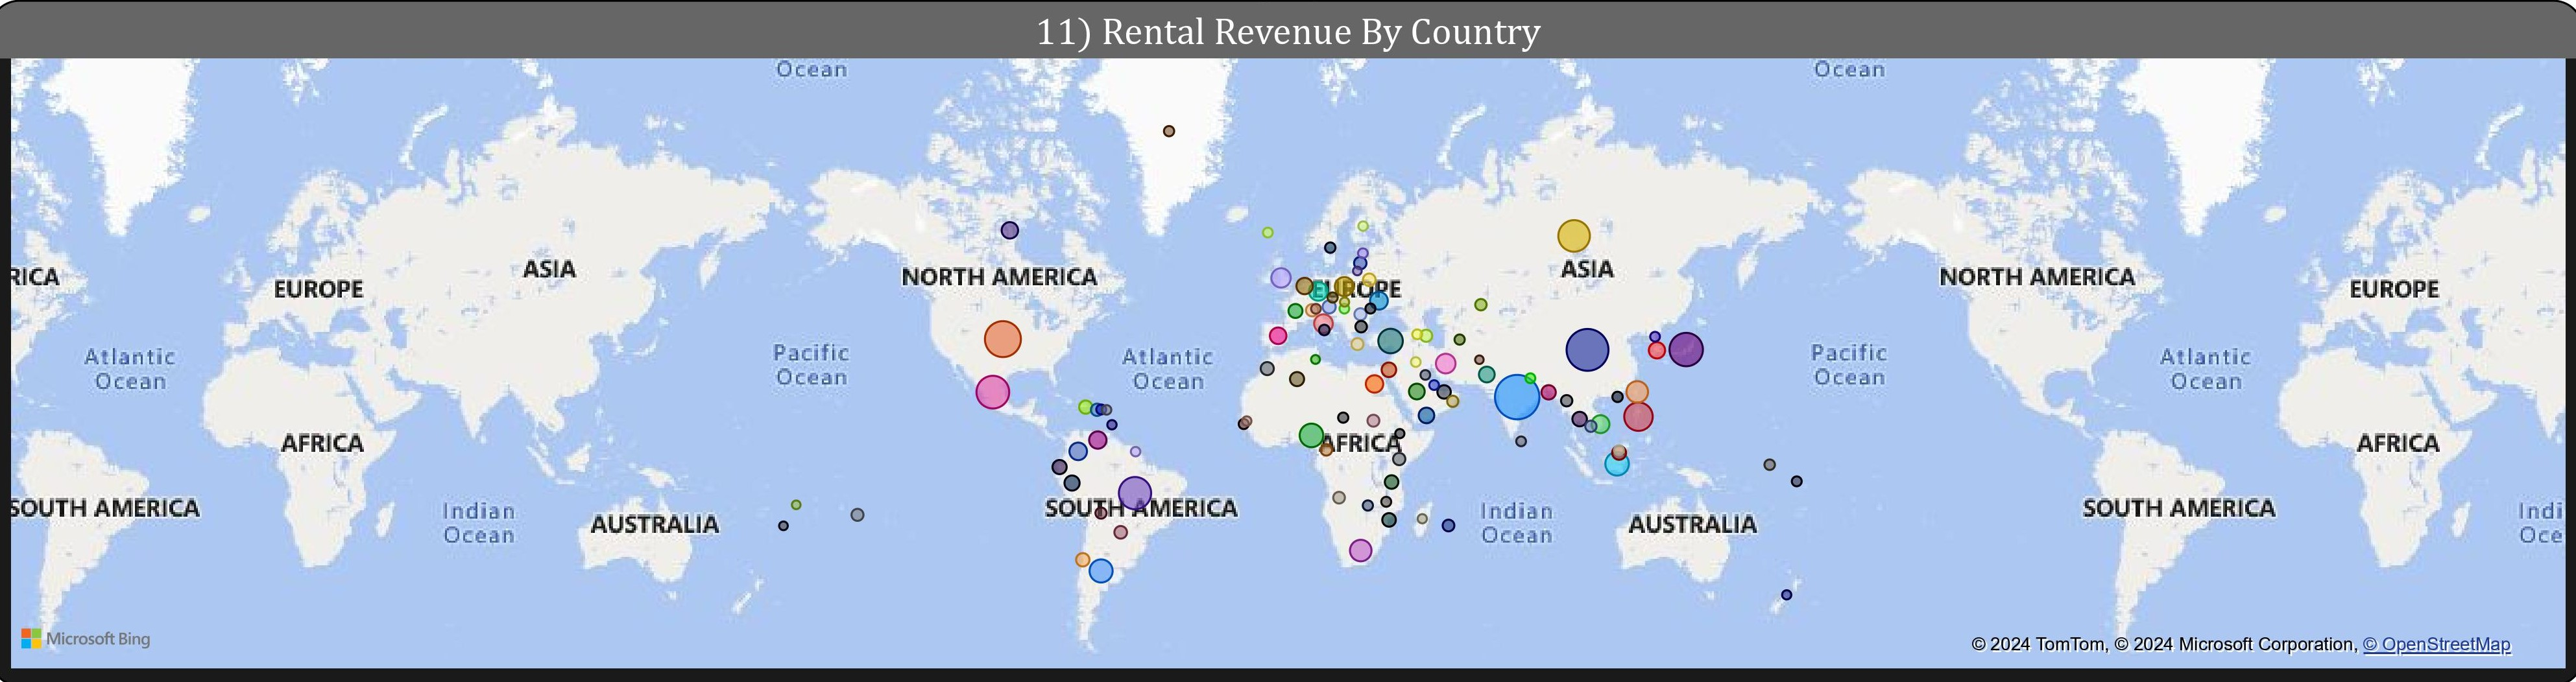 11) Rental Revenue By Country
Ocean
Ocean
RICA
EUROPE
ASIA
NORTH AMERICA
EUROPE
ASIA
NORTH AMERICA
EUROPE
Atlantic
Ocean
Pacific
Ocean
Atlantic
Ocean
Pacific
Ocean
Atlantic
Ocean
AFRICA
AFRICA
AFRICA
SOUTH AMERICA
Indian
Ocean
AUSTRALIA
SOUTH AMERICA
Indian
Ocean
AUSTRALIA
SOUTH AMERICA
Indi
Oce
Microsoft Bing
© 2024 TomTom, © 2024 Microsoft Corporation, © OpenStreetMap